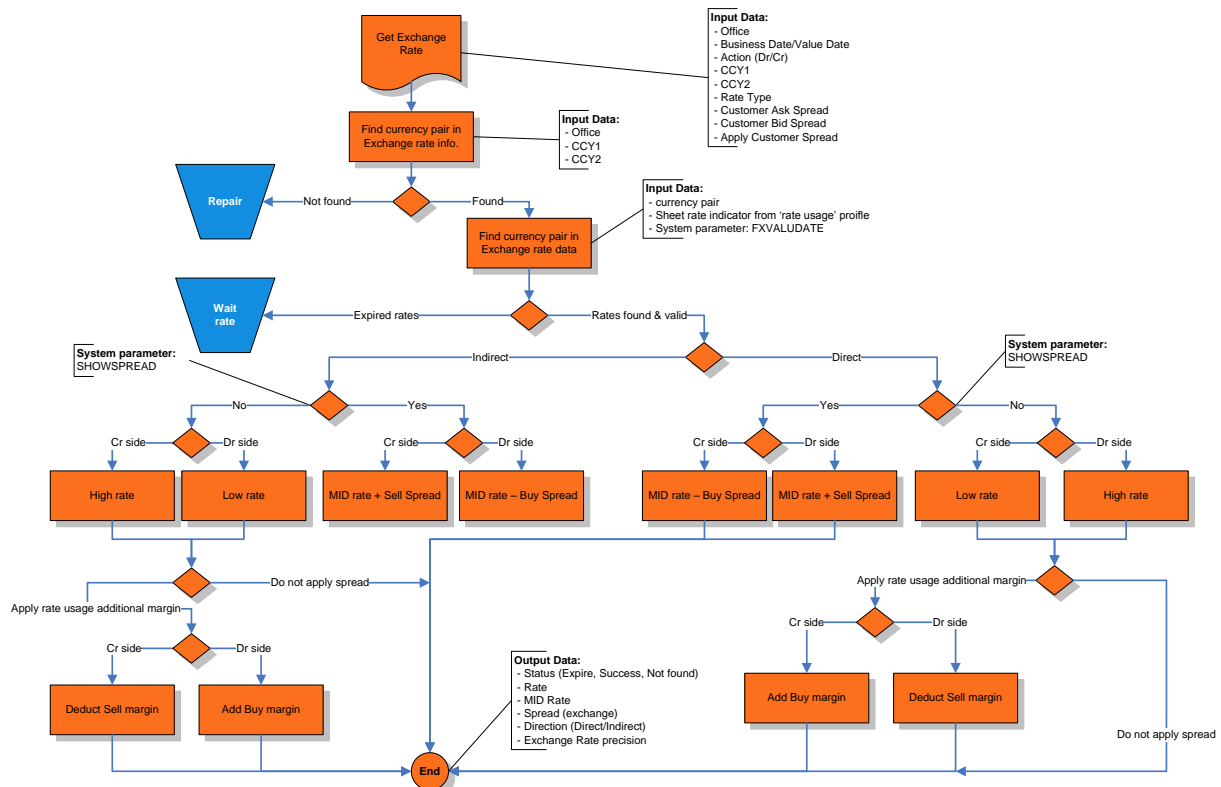 Get Exchange
Rate
Input Data:
- Office
- Business Date/Value Date
- Action (Dr/Cr)
- CCY1
- CCY2
- Rate Type
- Customer Ask Spread
- Customer Bid Spread
- Apply Customer Spread
Find currency pair in
Exchange rate info.
Input Data:
- Office
- CCY1
- CCY2
Repair
Not found
Found
Input Data:
- currency pair
- Sheet rate indicator from ‘rate usage’ proifle
- System parameter: FXVALUDATE
Find currency pair in
Exchange rate data
Wait
rate
Expired rates
Rates found & valid
System parameter:
SHOWSPREAD
Indirect
Direct
System parameter:
SHOWSPREAD
No
Yes
Yes
No
Cr side
Dr side
Cr side
Dr side
Cr side
Dr side
Cr side
Dr side
High rate
Low rate
MID rate + Sell Spread
MID rate – Buy Spread
MID rate – Buy Spread
MID rate + Sell Spread
Low rate
High rate
Do not apply spread
Apply rate usage additional margin
Apply rate usage additional margin
Cr side
Dr side
Cr side
Dr side
Deduct Sell margin
Add Buy margin
Output Data:
- Status (Expire, Success, Not found)
- Rate
- MID Rate
- Spread (exchange)
- Direction (Direct/Indirect)
- Exchange Rate precision
Add Buy margin
Deduct Sell margin
Do not apply spread
End